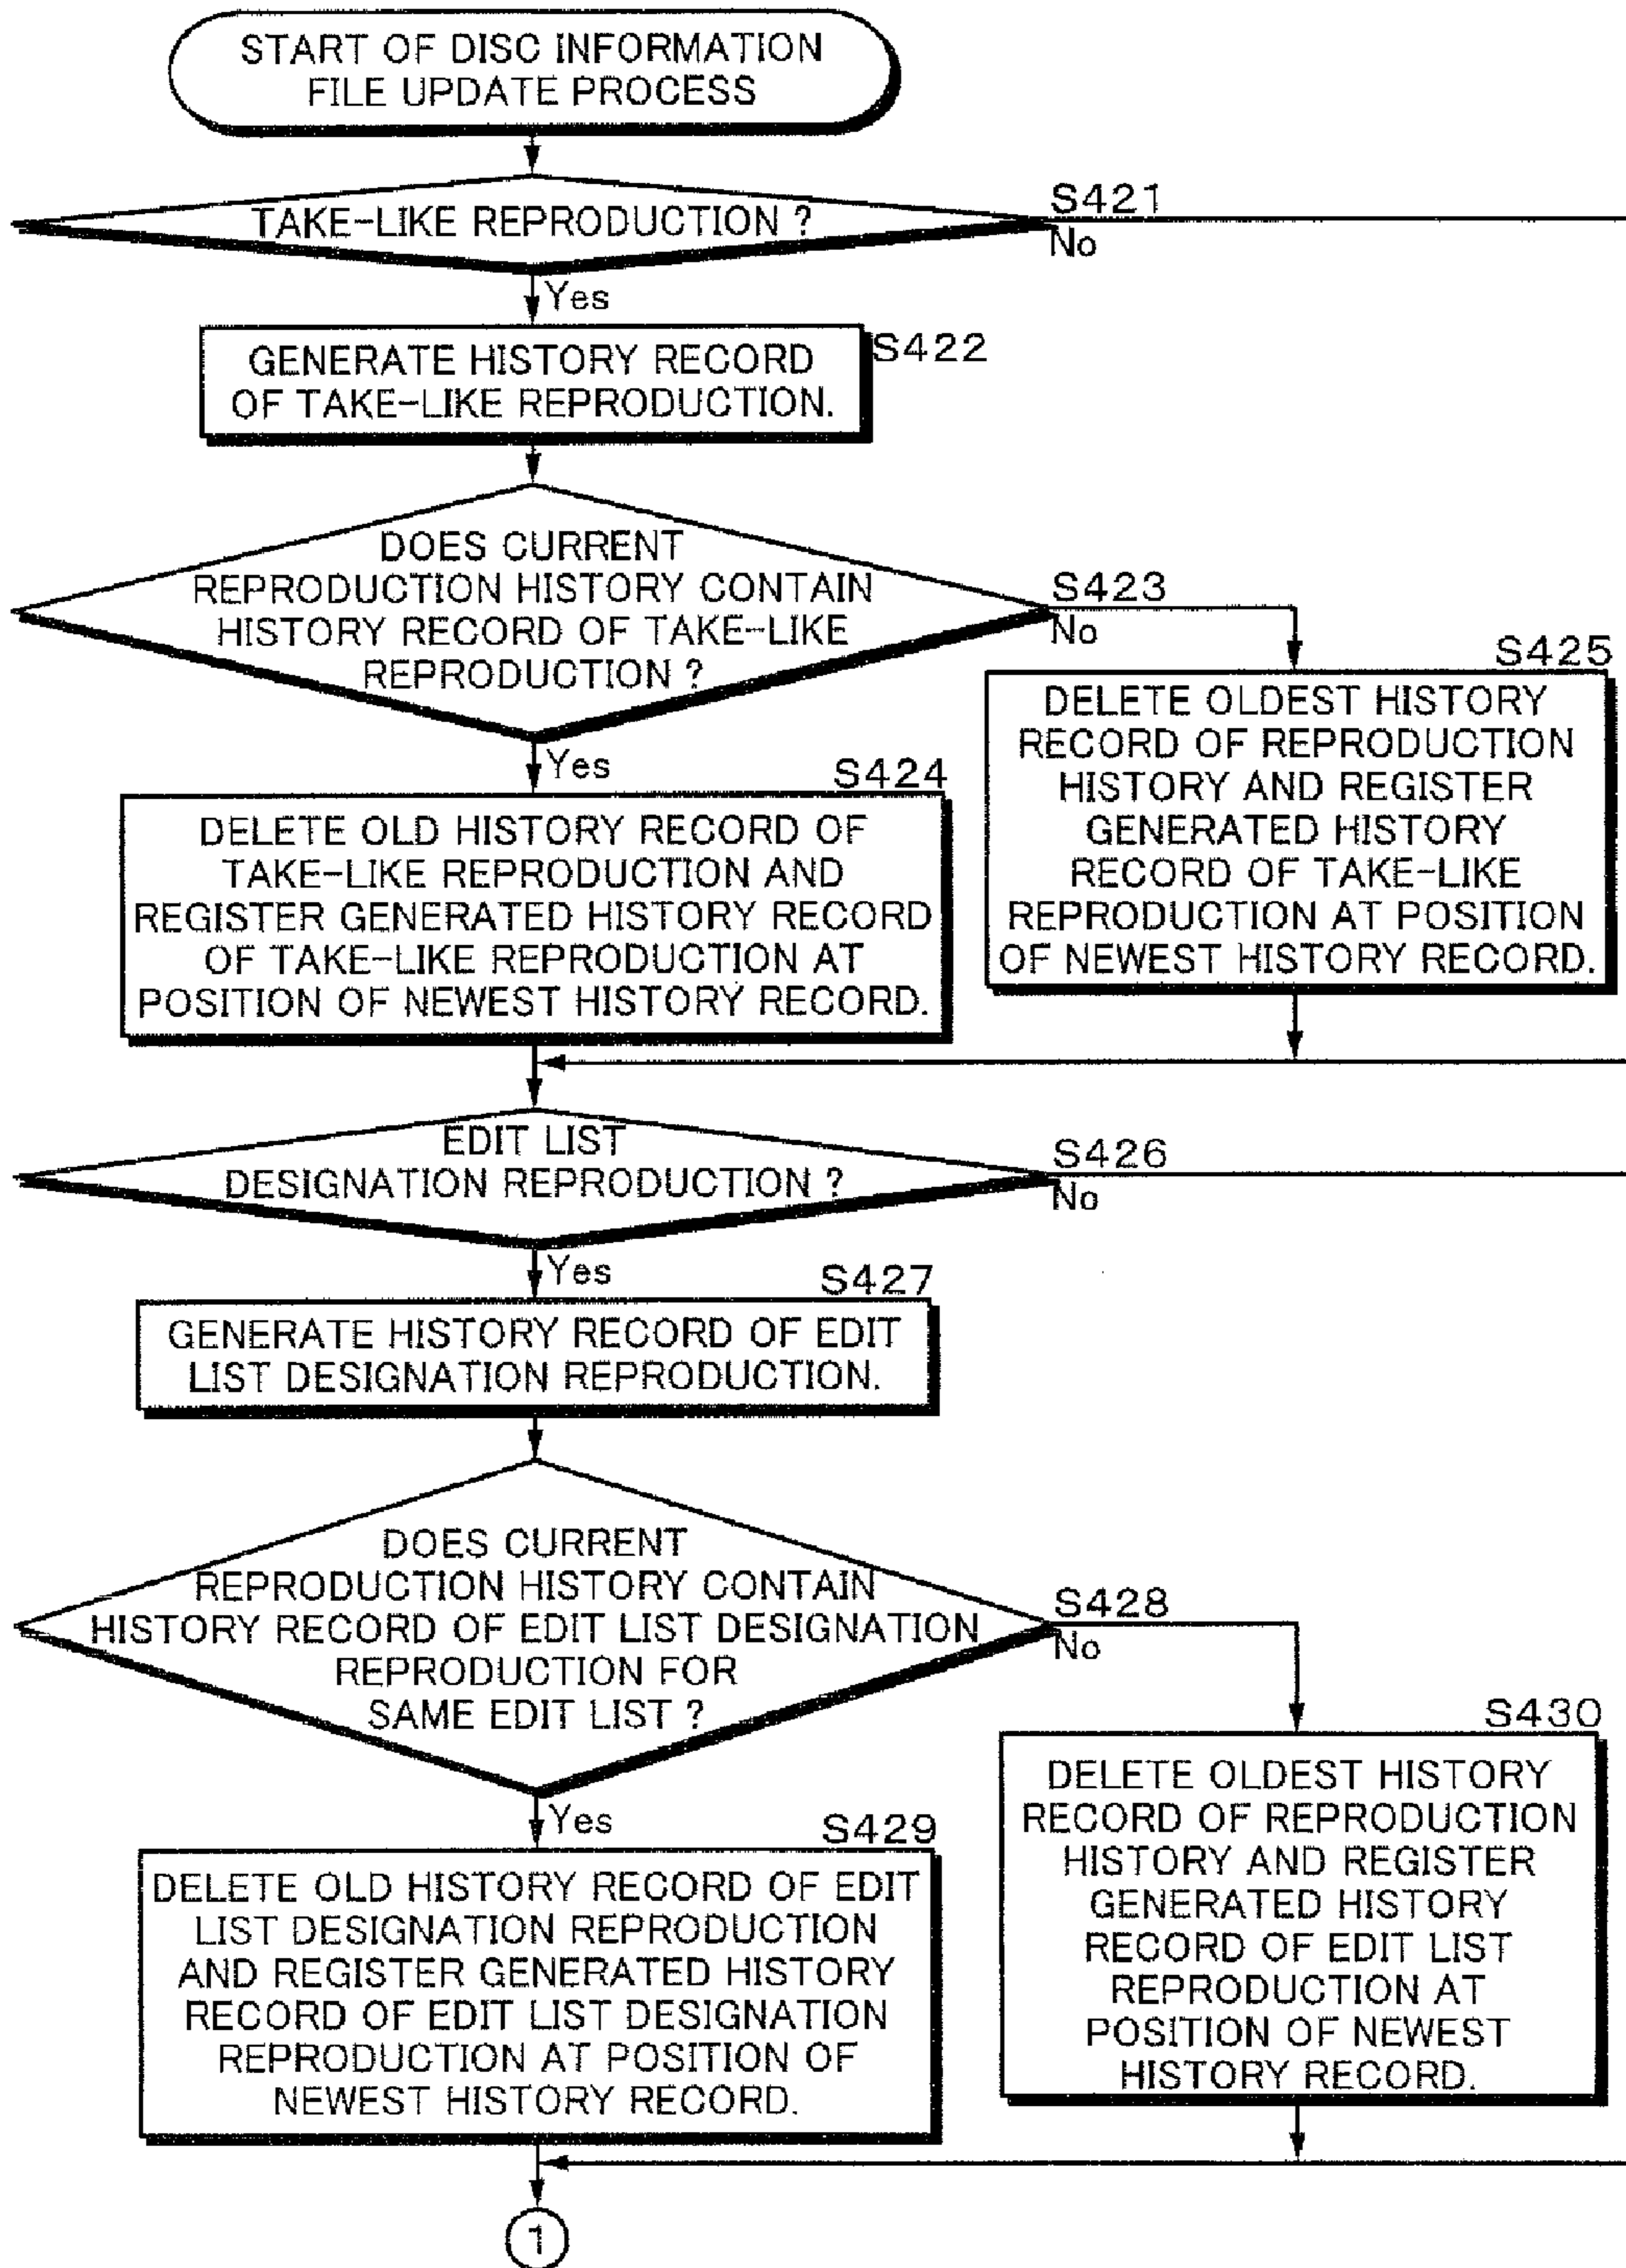 START OF DISC INFORMATION
FILE UPDATE PROCESS
TAKE-LIKE REPRODUCTION ?
S421
No
Yes
GENERATE HISTORY RECORD
OF TAKE-LIKE REPRODUCTION.
S422
DOES CURRENT
REPRODUCTION HISTORY CONTAIN
HISTORY RECORD OF TAKE-LIKE
REPRODUCTION ?
S423
No
Yes
S424
DELETE OLD HISTORY RECORD OF
TAKE-LIKE REPRODUCTION AND
REGISTER GENERATED HISTORY RECORD
OF TAKE-LIKE REPRODUCTION AT
POSITION OF NEWEST HISTORY RECORD.
S425
DELETE OLDEST HISTORY
RECORD OF REPRODUCTION
HISTORY AND REGISTER
GENERATED HISTORY
RECORD OF TAKE-LIKE
REPRODUCTION AT POSITION
OF NEWEST HISTORY RECORD.
EDIT LIST
DESIGNATION REPRODUCTION ?
S426
No
Yes
S427
GENERATE HISTORY RECORD OF EDIT
LIST DESIGNATION REPRODUCTION.
DOES CURRENT
REPRODUCTION HISTORY CONTAIN
HISTORY RECORD OF EDIT LIST DESIGNATION
REPRODUCTION FOR
SAME EDIT LIST ?
S428
No
Yes
S429
DELETE OLD HISTORY RECORD OF EDIT
LIST DESIGNATION REPRODUCTION
AND REGISTER GENERATED HISTORY
RECORD OF EDIT LIST DESIGNATION
REPRODUCTION AT POSITION OF
NEWEST HISTORY RECORD.
S430
DELETE OLDEST HISTORY
RECORD OF REPRODUCTION
HISTORY AND REGISTER
GENERATED HISTORY
RECORD OF EDIT LIST
REPRODUCTION AT
POSITION OF NEWEST
HISTORY RECORD.
1